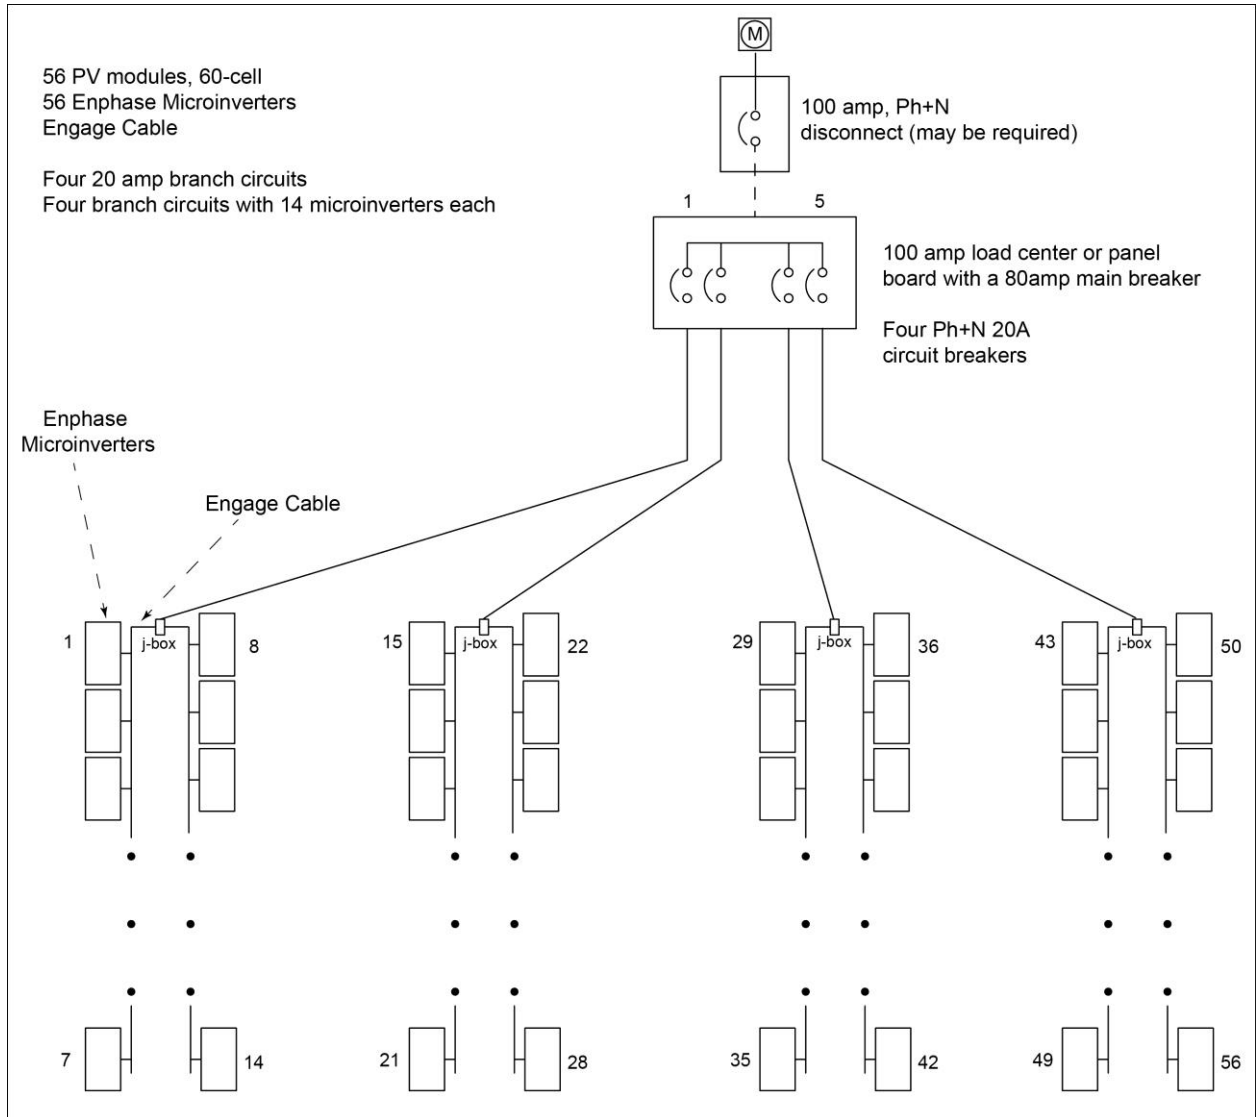 M
56 PV modules, 60-cell
56 Enphase Microinverters
Engage Cable
Four 20 amp branch circuits
Four branch circuits with 14 microinverters each
100 amp, Ph+N
disconnect (may be required)
1 5
100 amp load center or panel
board with a 80amp main breaker
Four Ph+N 20A
circuit breakers
Enphase
Microinverters
Engage Cable
1 j-box 8 15 j-box 22 29 j-box 36 43 j-box 50
7 14 21 28 35 42 49 56